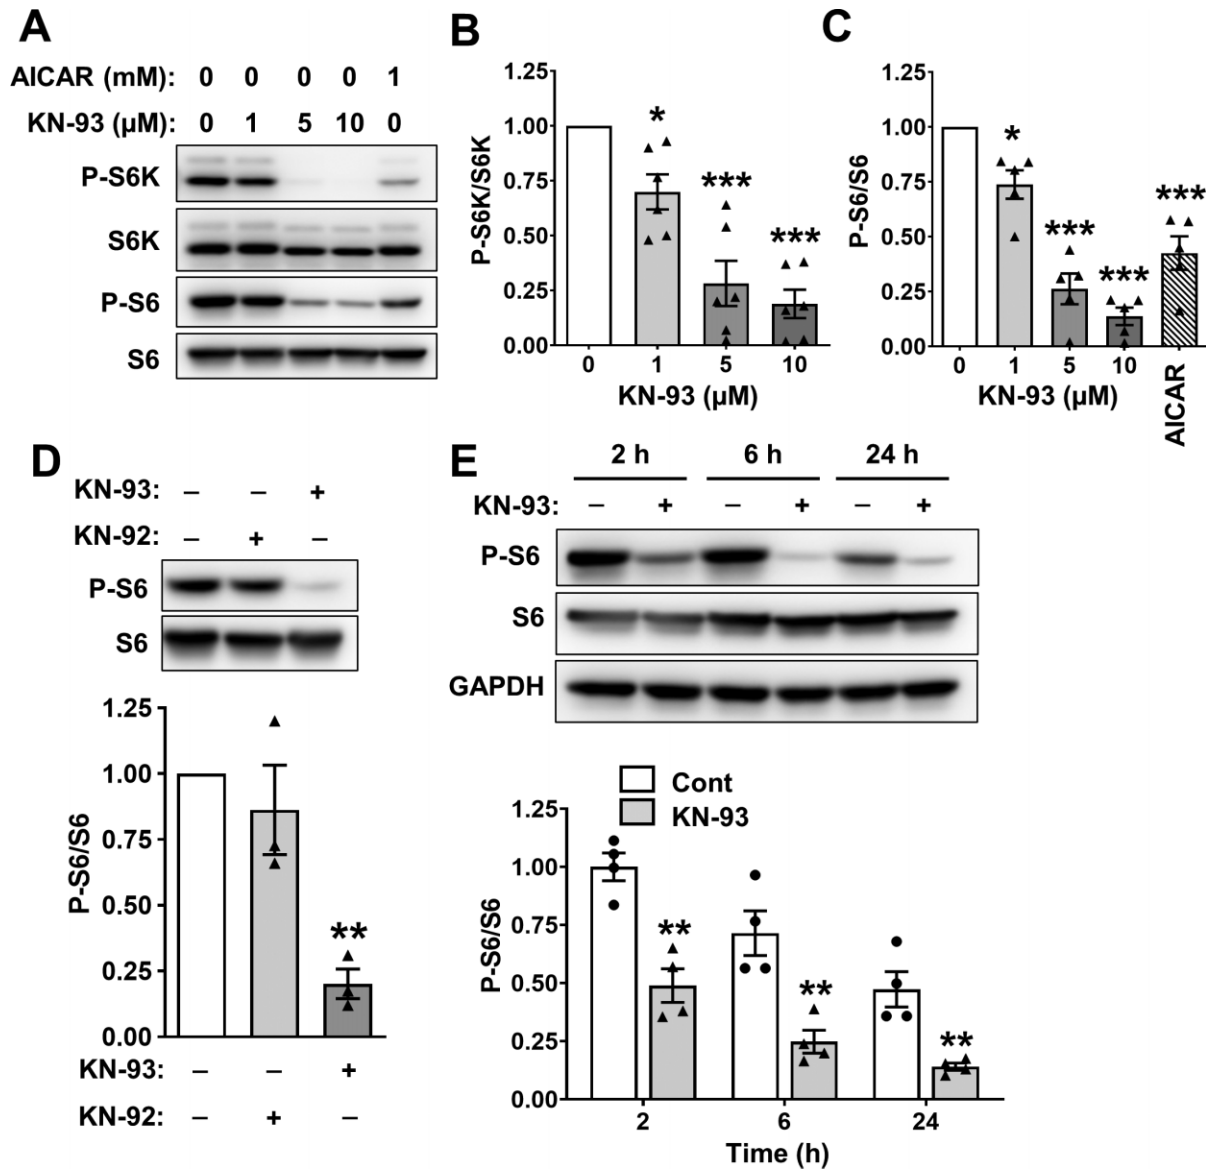 A
AICAR (mM): 0 0 0 0 1
KN-93 (µM): 0 1 5 10 0
P-S6K
S6K
P-S6
S6
B
P-S6K/S6K
1.25
1.00
0.75
0.50
0.25
0.00
*
***
***
0 1 5 10
KN-93 (µM)
C
P-S6/S6
1.25
1.00
0.75
0.50
0.25
0.00
*
***
***
***
0 1 5 10 AICAR
KN-93 (µM)
D
KN-93: – – +
KN-92: – + –
P-S6
S6
P-S6/S6
1.25
1.00
0.75
0.50
0.25
0.00
**
KN-93: – – +
KN-92: – + –
E
2 h 6 h 24 h
KN-93: – + – + – +
P-S6
S6
GAPDH
Cont
KN-93
P-S6/S6
1.25
1.00
0.75
0.50
0.25
0.00
**
**
**
2 6 24
Time (h)